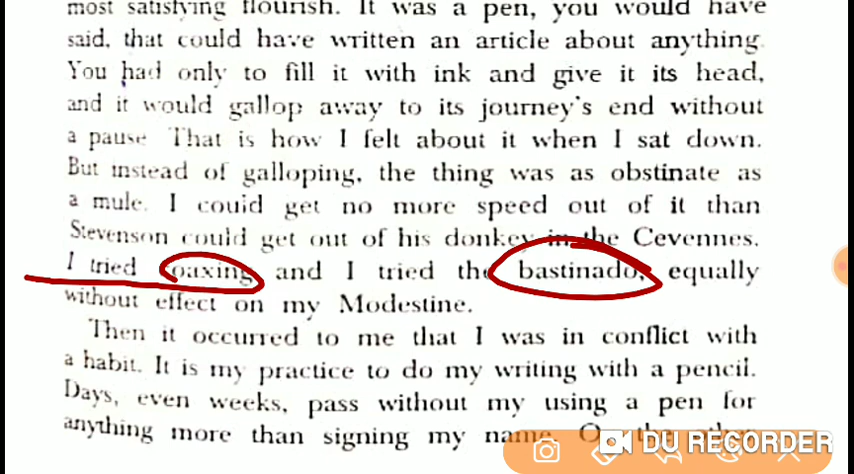 most satisfying flourish. It was a pen, you would have
said, that could have written an article about anything.
You had only to fill it with ink and give it its head,
and it would gallop away to its journey's end without
a pause. That is how I felt about it when I sat down.
But instead of galloping, the thing was as obstinate as
a mule. I could get no more speed out of it than
Stevenson could get out of his donkey in the Cevennes.
I tried coaxing and I tried the bastinado, equally
without effect on my Modestine.
Then it occurred to me that I was in conflict with
a habit. It is my practice to do my writing with a pencil.
Days, even weeks, pass without my using a pen for
anything more than signing my name. O
DU RECORDER